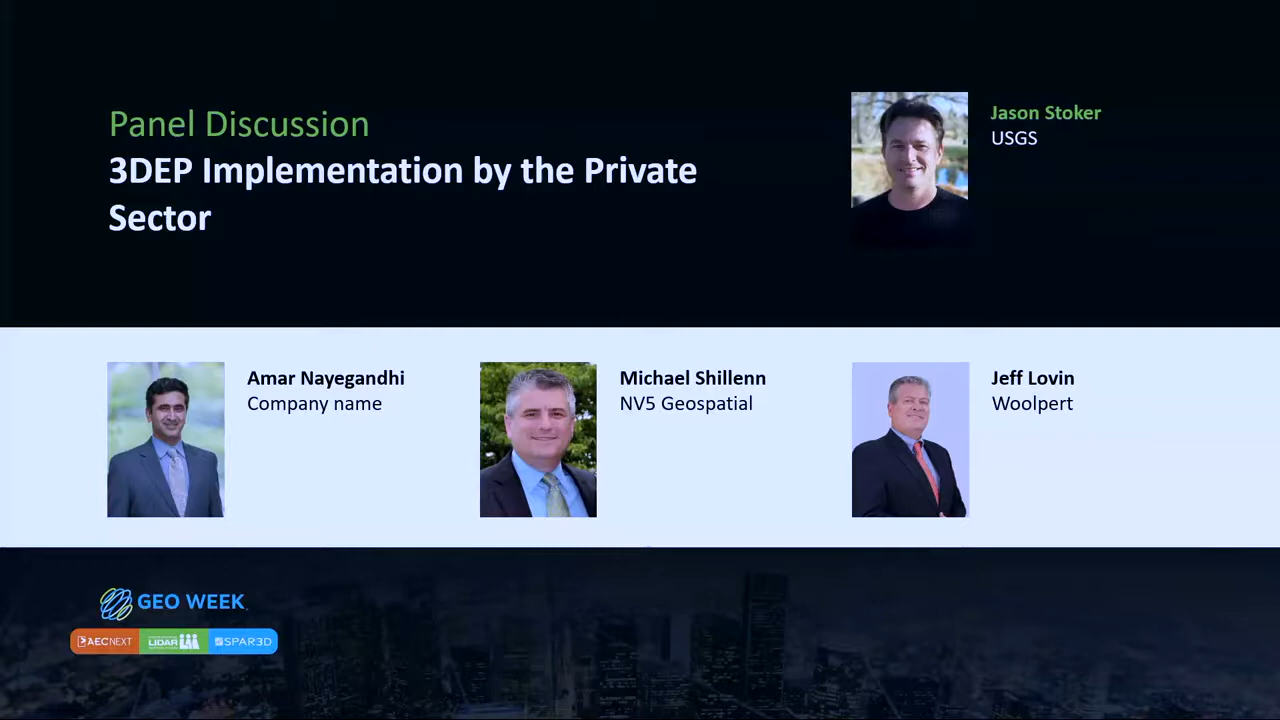 Panel Discussion
3DEP Implementation by the Private
Sector
Jason Stoker
USGS
Amar Nayegandhi
Company name
Michael Shillenn
NV5 Geospatial
Jeff Lovin
Woolpert
GEO WEEK
AECNEXT
LIDAR
SPAR3D